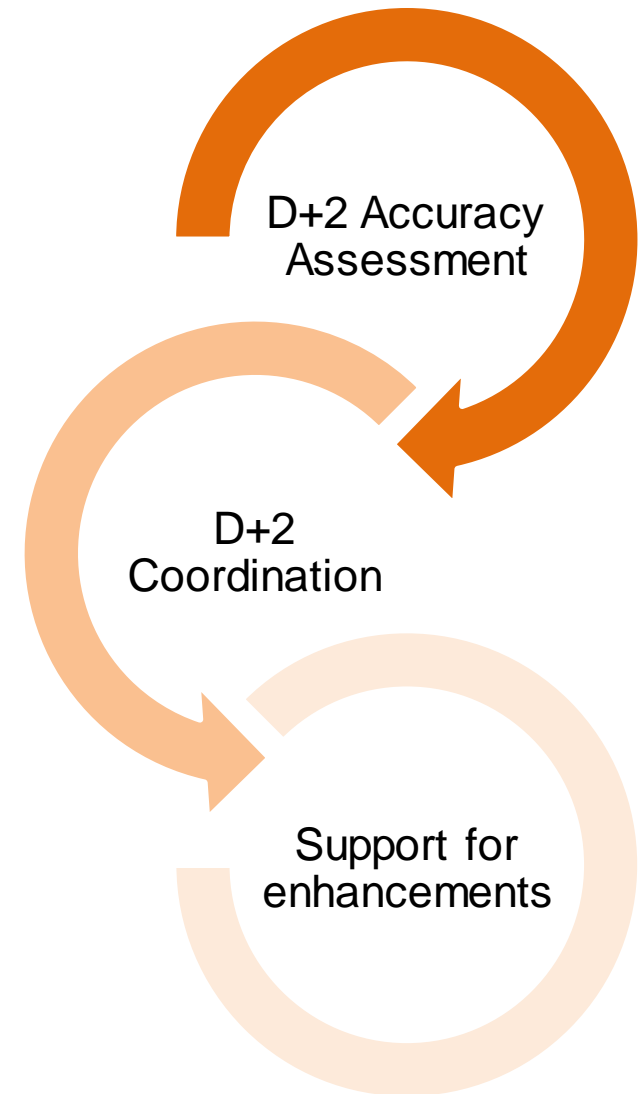 D+2 Accuracy
Assessment
D+2
Coordination
Support for
enhancements